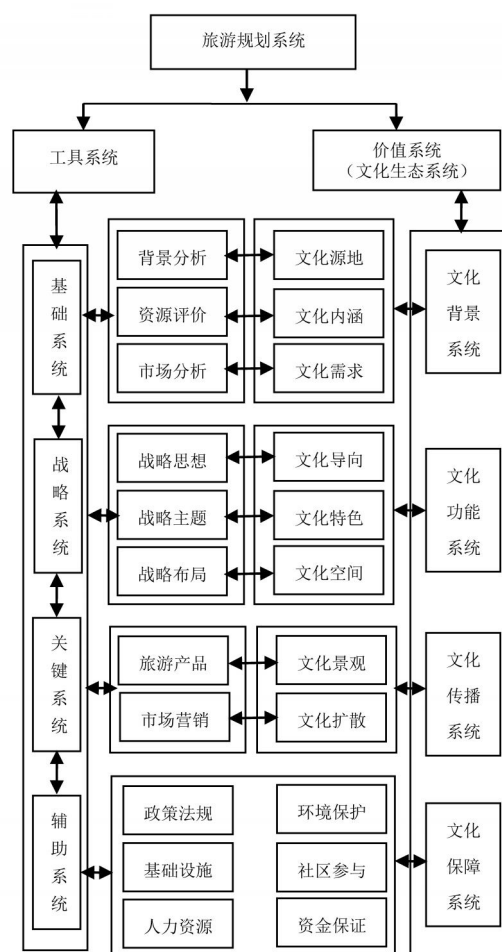 旅游规划系统
工具系统
价值系统
（文化生态系统）
基础系统
背景分析
文化源地
资源评价
文化内涵
市场分析
文化需求
文化
背景
系统
战略系统
战略思想
文化导向
战略主题
文化特色
战略布局
文化空间
文化
功能
系统
关键系统
旅游产品
文化景观
市场营销
文化扩散
文化
传播
系统
辅助系统
政策法规
环境保护
基础设施
社区参与
人力资源
资金保证
文化
保障
系统